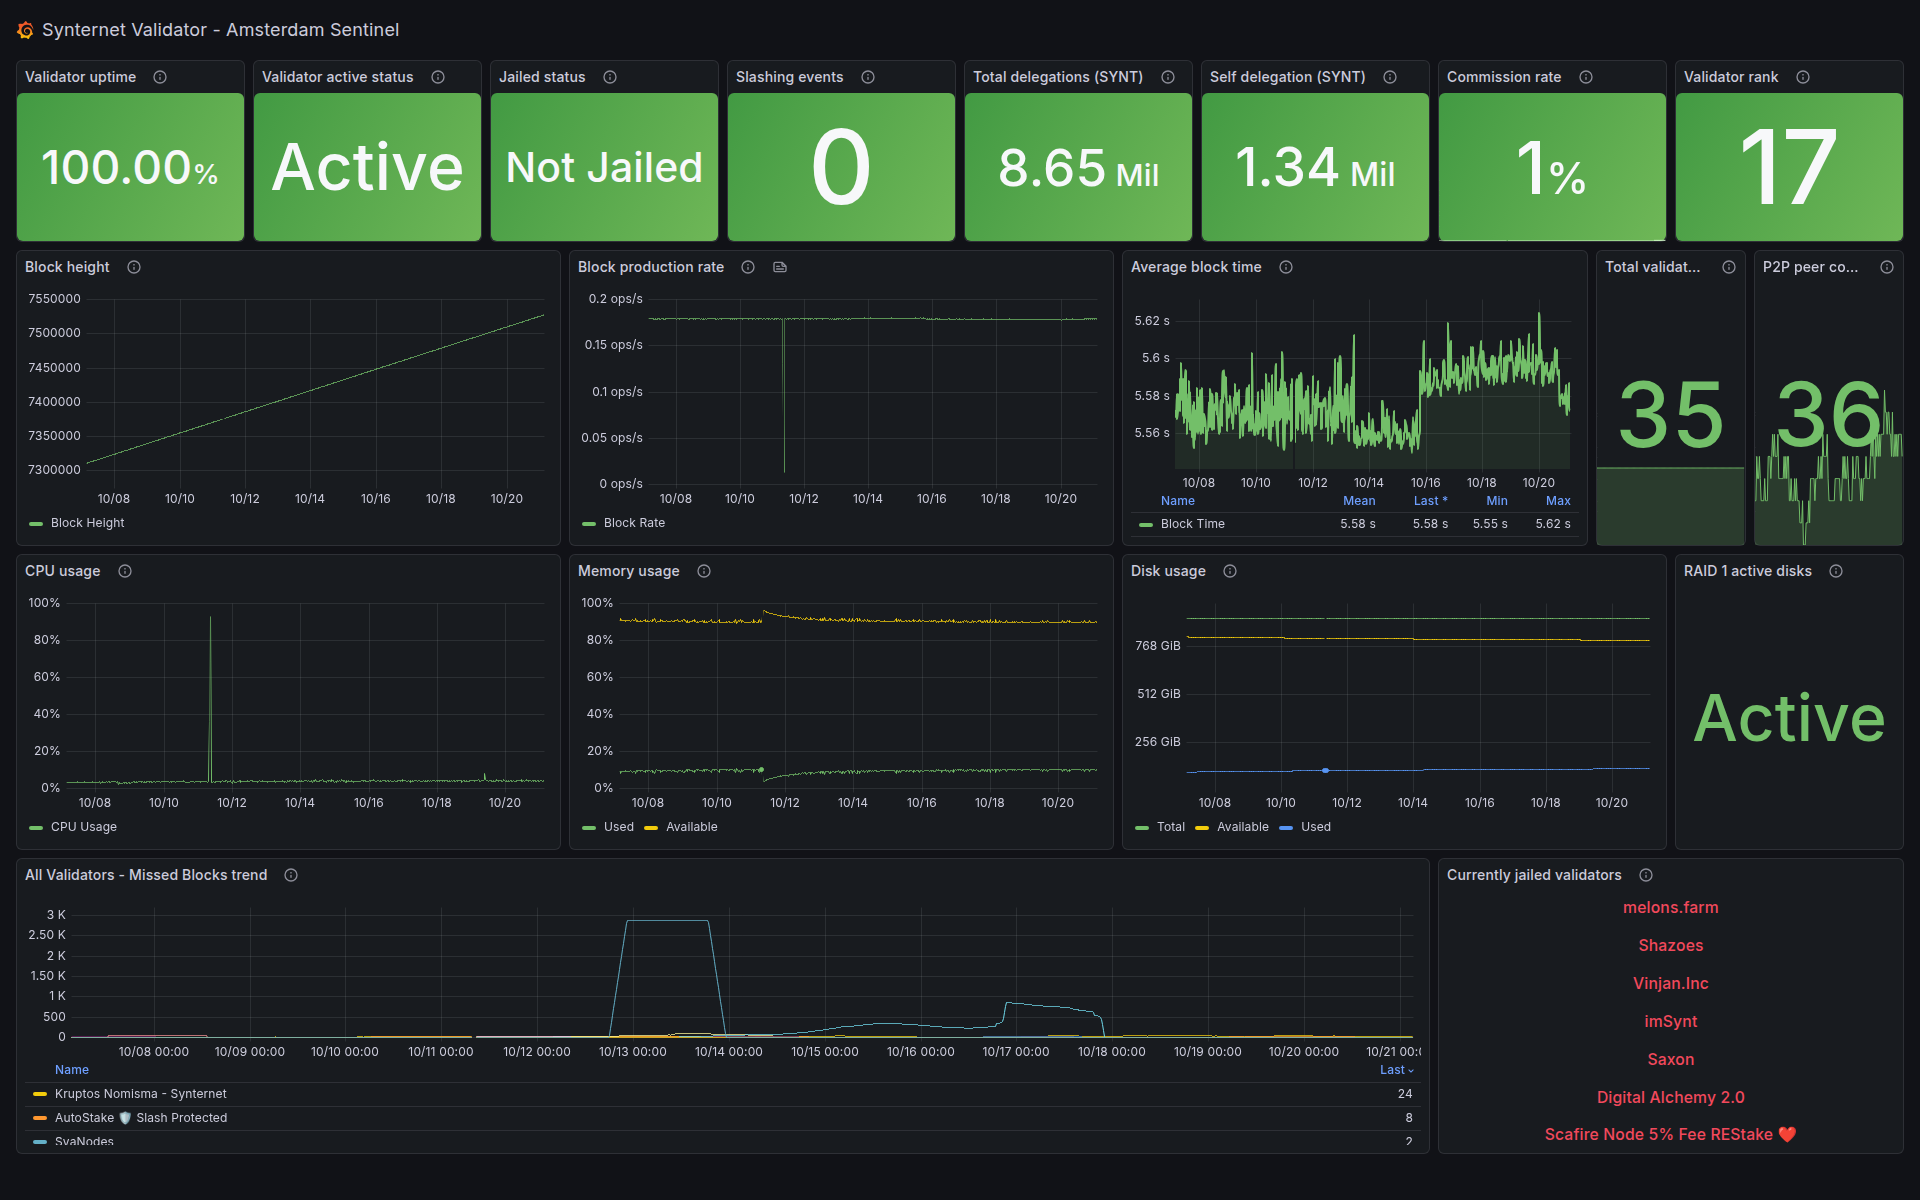 Synternet Validator - Amsterdam Sentinel
Validator uptime
100.00%
Validator active status
Active
Jailed status
Not Jailed
Slashing events
0
Total delegations (SYNT)
8.65 Mil
Self delegation (SYNT)
1.34 Mil
Commission rate
1%
Validator rank
17
Block height
7550000
7500000
7450000
7400000
7350000
7300000
10/08 10/10 10/12 10/14 10/16 10/18 10/20
Block Height
Block production rate
0.2 ops/s
0.15 ops/s
0.1 ops/s
0.05 ops/s
0 ops/s
10/08 10/10 10/12 10/14 10/16 10/18 10/20
Block Rate
Average block time
5.62 s
5.6 s
5.58 s
5.56 s
10/08 10/10 10/12 10/14 10/16 10/18 10/20
Name Mean Last * Min Max
Block Time 5.58 s 5.58 s 5.55 s 5.62 s
Total validat...
35
P2P peer co...
36
CPU usage
100%
80%
60%
40%
20%
0%
10/08 10/10 10/12 10/14 10/16 10/18 10/20
CPU Usage
Memory usage
100%
80%
60%
40%
20%
0%
10/08 10/10 10/12 10/14 10/16 10/18 10/20
Used Available
Disk usage
768 GiB
512 GiB
256 GiB
10/08 10/10 10/12 10/14 10/16 10/18 10/20
Total Available Used
RAID 1 active disks
Active
All Validators - Missed Blocks trend
3 K
2.50 K
2 K
1.50 K
1 K
500
0
10/08 00:00 10/09 00:00 10/10 00:00 10/11 00:00 10/12 00:00 10/13 00:00 10/14 00:00 10/15 00:00 10/16 00:00 10/17 00:00 10/18 00:00 10/19 00:00 10/20 00:00 10/21 00:0
Name Last
Kruptos Nomisma - Synternet 24
AutoStake 🛡️ Slash Protected 8
SvaNodes 2
Currently jailed validators
melons.farm
Shazoes
Vinjan.Inc
imSynt
Saxon
Digital Alchemy 2.0
Scafire Node 5% Fee REStake ❤️